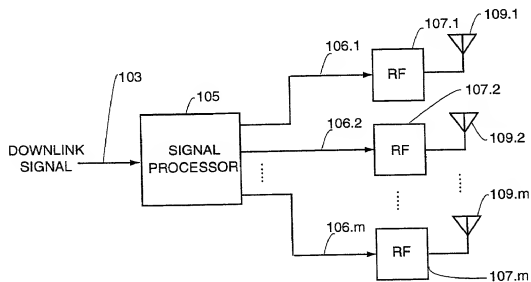 109.1
107.1
106.1
103
RF
107.2
105
106.2
RF
109.2
DOWNLINK
SIGNAL
SIGNAL
PROCESSOR
109.m
106.m
RF
107.m